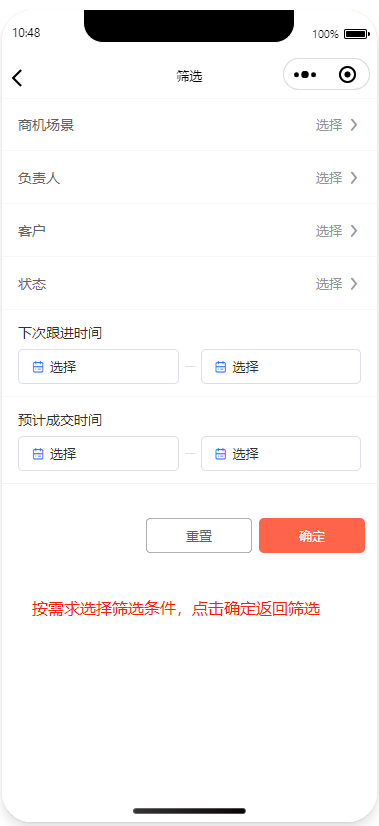 10:48
100%
筛选
商机场景
选择
负责人
选择
客户
选择
状态
选择
下次跟进时间
选择
选择
预计成交时间
选择
选择
重置
确定
按需求选择筛选条件，点击确定返回筛选